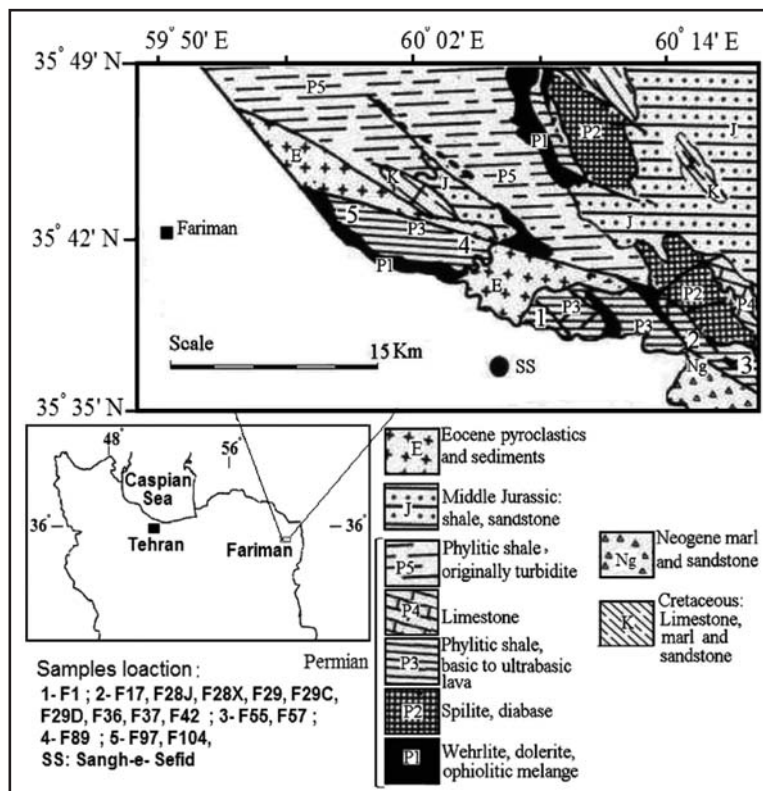 59° 50' E 60° 02' E 60° 14' E
35° 49' N
P5
P1
P2
J
E
K
J
P5
K
5
P3
4
J
35° 42' N
Fariman
P1
E
P2
P4
1
P3
P3
2
3
Scale
15 Km
SS
Ng
35° 35' N
48°
56°
Caspian
Sea
36°
36°
Tehran
Fariman
E
Eocene pyroclastics
and sediments
J
Middle Jurassic:
shale, sandstone
P5
Phylitic shale,
originally turbidite
P4
Limestone
P3
Phylitic shale,
basic to ultrabasic
lava
P2
Spilite, diabase
P1
Wehrlite, dolerite,
ophiolitic melange
Permian
Ng
Neogene marl
and sandstone
K
Cretaceous:
Limestone,
marl and
sandstone
Samples loaction :
1- F1 ; 2- F17, F28J, F28X, F29, F29C,
F29D, F36, F37, F42 ; 3- F55, F57 ;
4- F89 ; 5- F97, F104,
SS: Sangh-e- Sefid